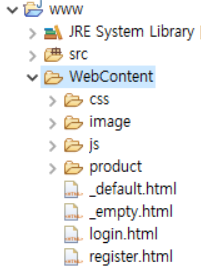 www
JRE System Library
src
WebContent
css
image
js
product
_default.html
_empty.html
login.html
register.html